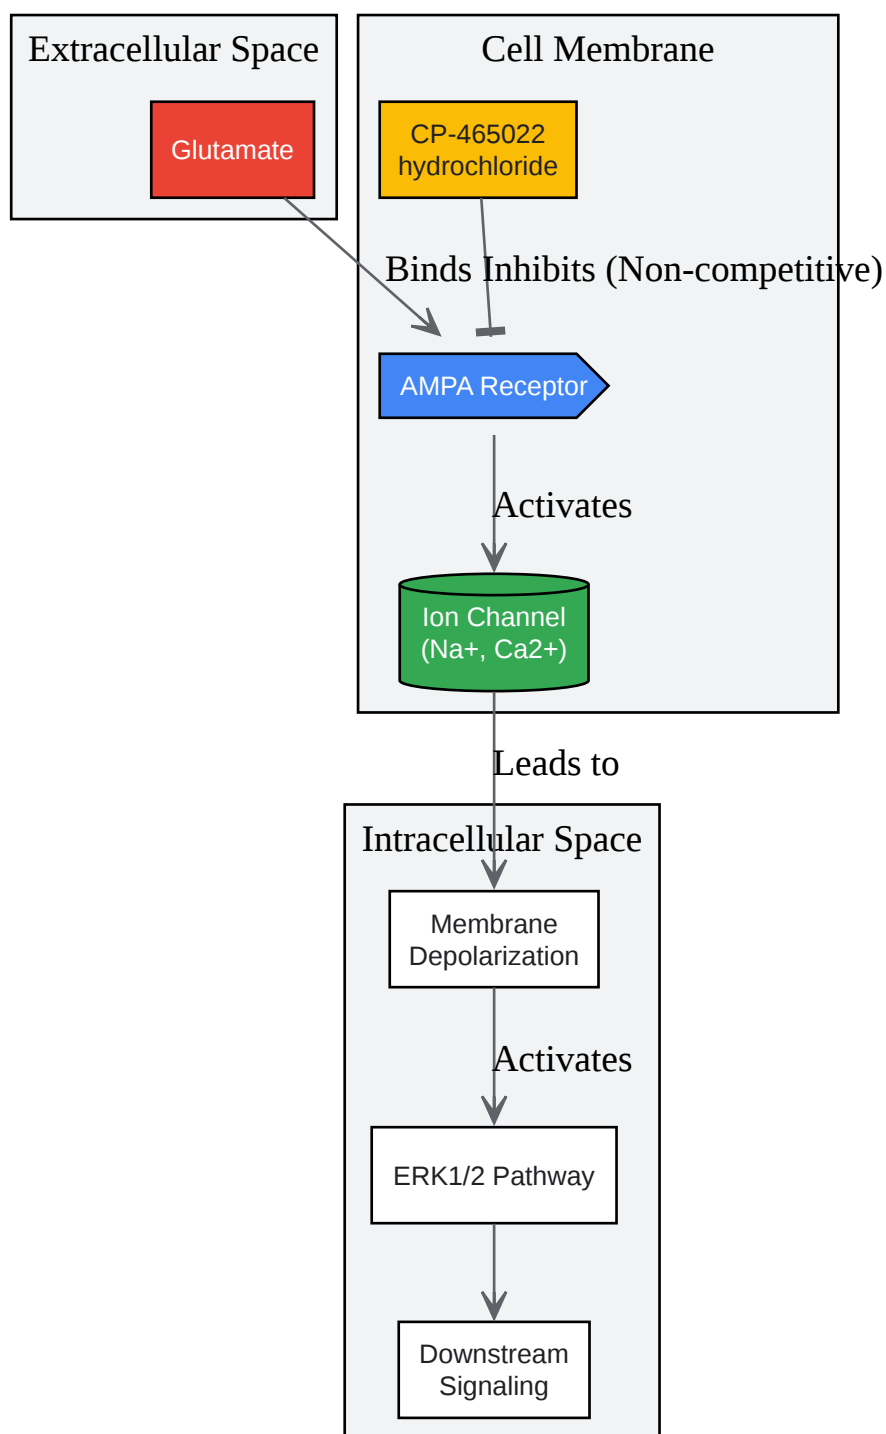 Extracellular Space
Cell Membrane
Glutamate
CP-465022
hydrochloride
Binds
Inhibits (Non-competitive)
AMPA Receptor
Activates
Ion Channel
(Na+, Ca2+)
Leads to
Intracellular Space
Membrane
Depolarization
Activates
ERK1/2 Pathway
Downstream
Signaling